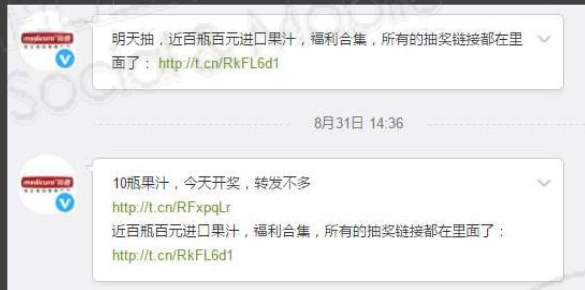 明天抽，近百瓶百元进口果汁，福利合集，所有的抽奖链接都在里
面了： http://t.cn/RkFL6d1
8月31日 14:36
medicura
10瓶果汁，今天开奖，转发不多
http://t.cn/RFxpqLr
近百瓶百元进口果汁，福利合集，所有的抽奖链接都在里面了：
http://t.cn/RkFL6d1